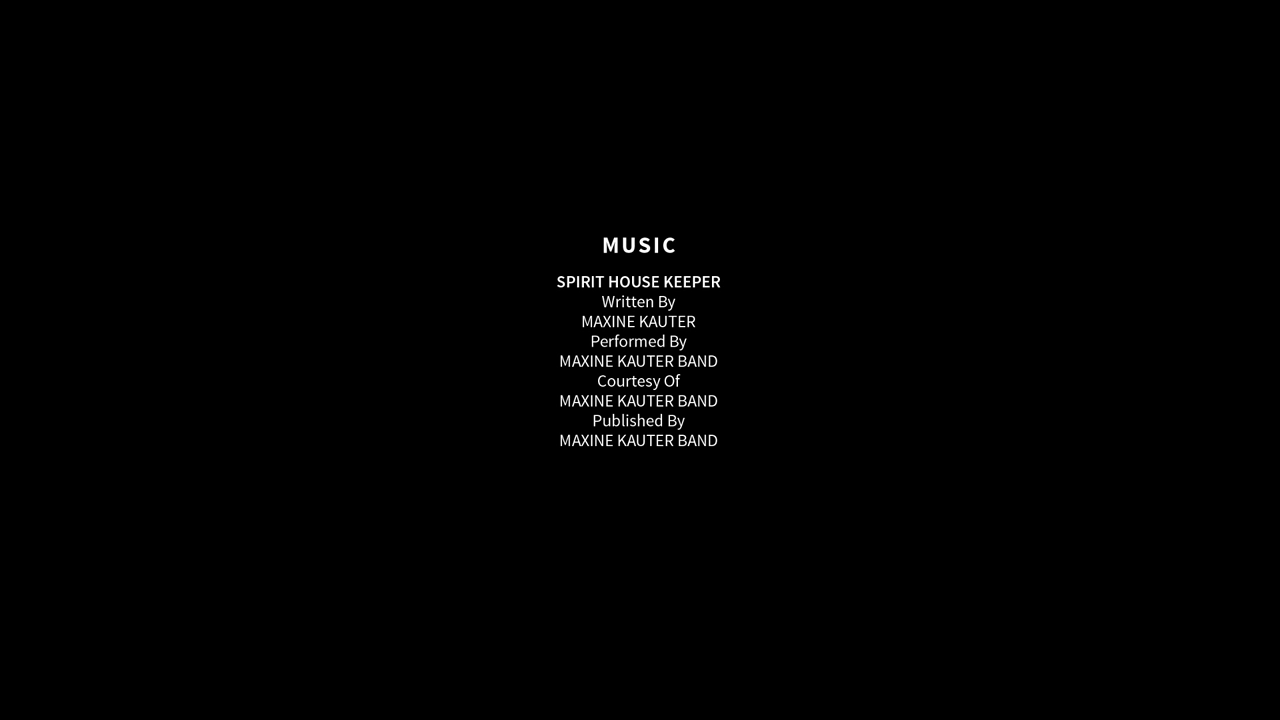 MUSIC
SPIRIT HOUSE KEEPER
Written By
MAXINE KAUTER
Performed By
MAXINE KAUTER BAND
Courtesy Of
MAXINE KAUTER BAND
Published By
MAXINE KAUTER BAND